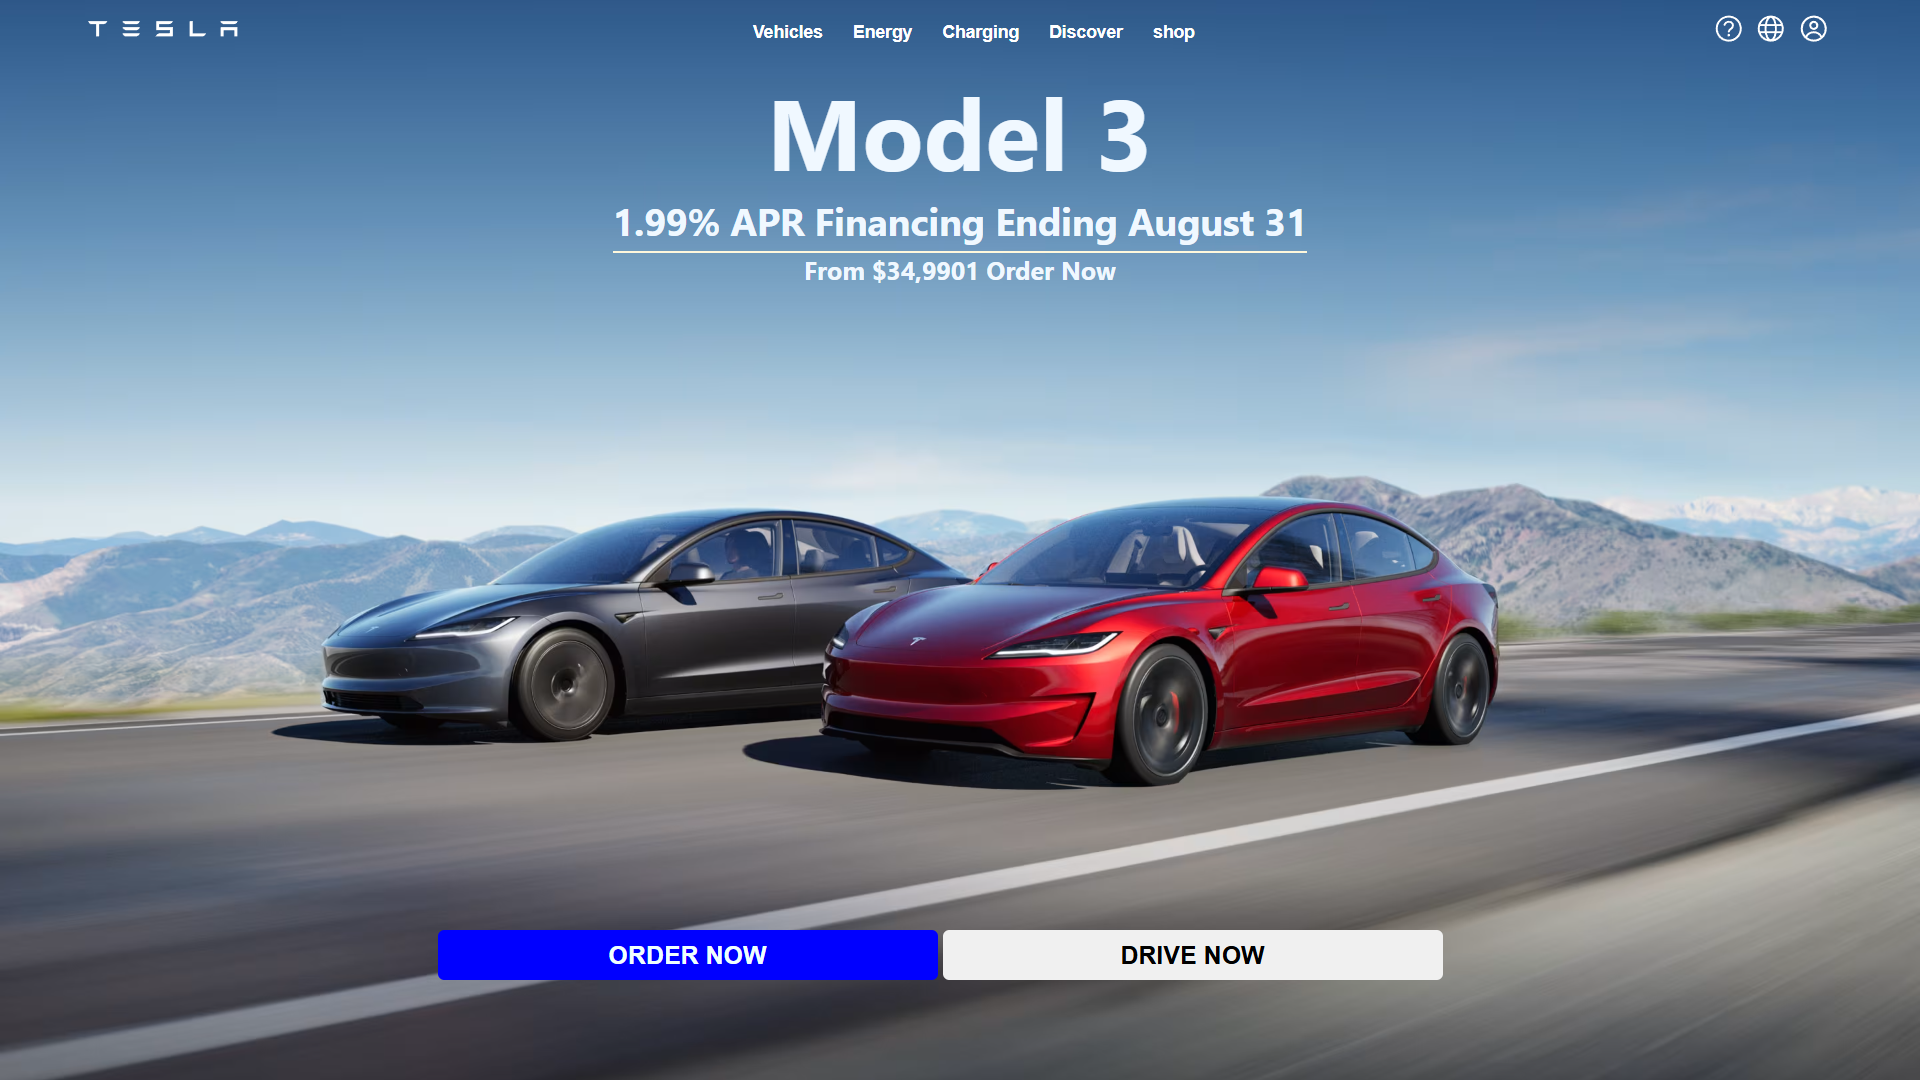 TESLA
Vehicles Energy Charging Discover shop
Model 3
1.99% APR Financing Ending August 31
From $34,9901 Order Now
ORDER NOW
DRIVE NOW